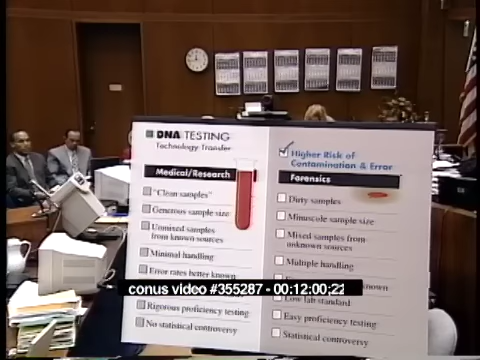 DNA TESTING
Technology Transfer
Medical/Research
"Clean samples"
Generous sample size
Unmixed samples
from known sources
Minimal handling
Error rates better known
Rigorous proficiency testing
No statistical controversy
Higher Risk of
Contamination & Error
Forensics
Dirty samples
Minuscule sample size
Mixed samples from
unknown sources
Multiple handling
known
Low lab standard
Easy proficiency testing
Statistical controversy
conus video #355287 - 00:12:00;22